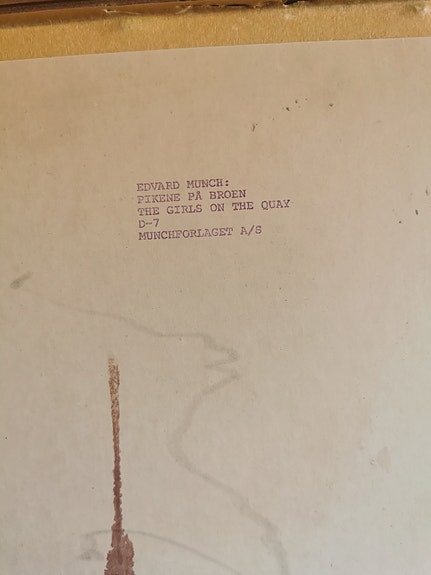 EDVARD MUNCH:
PIKENE PÅ BROEN
THE GIRLS ON THE QUAY
D-7
MUNCHFORLAGET A/S